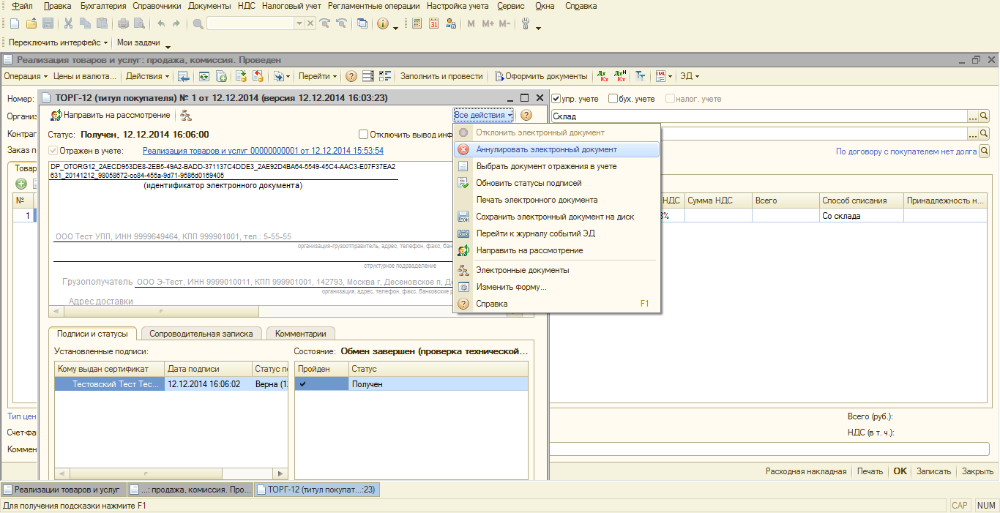 Файл Правка Бухгалтерия Справочники Документы НДС Налоговый учет Регламентные операции Настройка учета Сервис Окна Справка
M M+ M-
Переключить интерфейс Мои задачи
Реализация товаров и услуг: продажа, комиссия. Проведен
Операция Цены и валюта... Действия Перейти Заполнить и провести Оформить документы ЭД
Номер:
ТОРГ-12 (титул покупателя) № 1 от 12.12.2014 (версия 12.12.2014 16:03:23)
упр. учете бух. учете налог. учете
Органис
Направить на рассмотрение
Все действия
Склад
Контраг
Статус: Получен, 12.12.2014 16:06:00
Отключить вывод инф
Отклонить электронный документ
Заказ п
Отражен в учете: Реализация товаров и услуг 00000000001 от 12.12.2014 15:53:54
Аннулировать электронный документ
По договору с покупателем нет долга
Товар
DP_OTORG12_2AECD953DE8-2EB5-49A2-BADD-371137C4DDE3_2AE92D4BA64-5549-45C4-AAC3-E07F37EA2
631_20141212_98058672-cc84-455a-9d71-9586d0169405
(идентификатор электронного документа)
Выбрать документ отражения в учете
Обновить статусы подписей
Печать электронного документа
Сохранить электронный документ на диск
Перейти к журналу событий ЭД
Направить на рассмотрение
Электронные документы
Изменить форму...
Справка F1
№
НДС Сумма НДС Всего Способ списания Принадлежность н...
1
8% Со склада
ООО Тест УПП, ИНН 9999649464, КПП 999901001, тел.: 5-55-55
организация-грузоотправитель, адрес, телефон, факс, бан
структурное подразделение
Грузополучатель ООО Э-Тест, ИНН 9999010011, КПП 999901001, 142793, Москва г, Десеновское п, Д
организация, адрес, телефон, факс, банковские р
Адрес доставки
Подписи и статусы Сопроводительная записка Комментарии
Установленные подписи:
Состояние: Обмен завершен (проверка технической...
Кому выдан сертификат Дата подписи Статус по
Пройден Статус
Тестовский Тест Тес... 12.12.2014 16:06:02 Верна (12
Получен
Тип цен
Всего (руб.):
Счет-фа
НДС (в т. ч.):
Коммен
Расходная накладная Печать OK Записать Закрыть
Реализации товаров и услуг ...: продажа, комиссия. Про... ТОРГ-12 (титул покупат...:23)
Для получения подсказки нажмите F1
CAP NUM